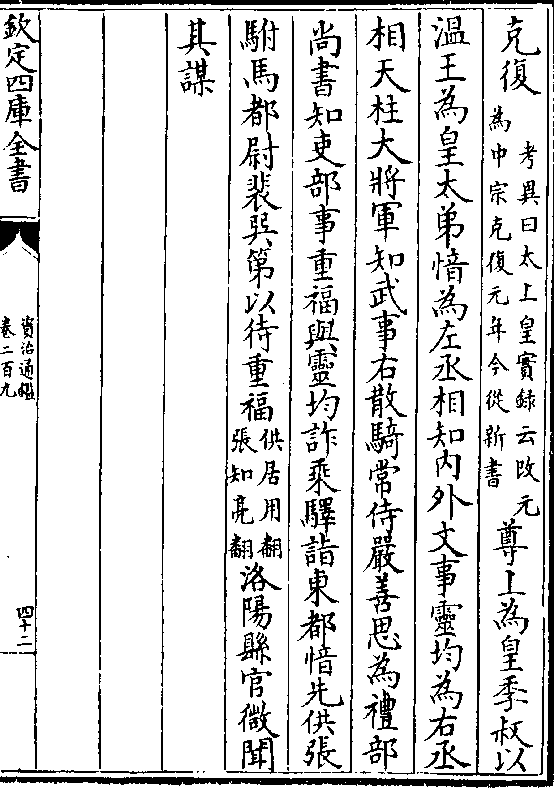 克復考異曰太上皇實録云改元為中宗克復元年今從新書尊上為皇季叔以
温王為皇太弟愔為左丞相知内外文事靈均為右丞
相天柱大將軍知武事右散騎常侍嚴善思為禮部
尚書知吏部事重福與靈均詐乘驛詣東都愔先供張
駙馬都尉裴巽第以待重福供居用翻張知亮翻洛陽縣官微聞
其謀
欽定四庫全書
資治通鑑
卷二百九
四十二